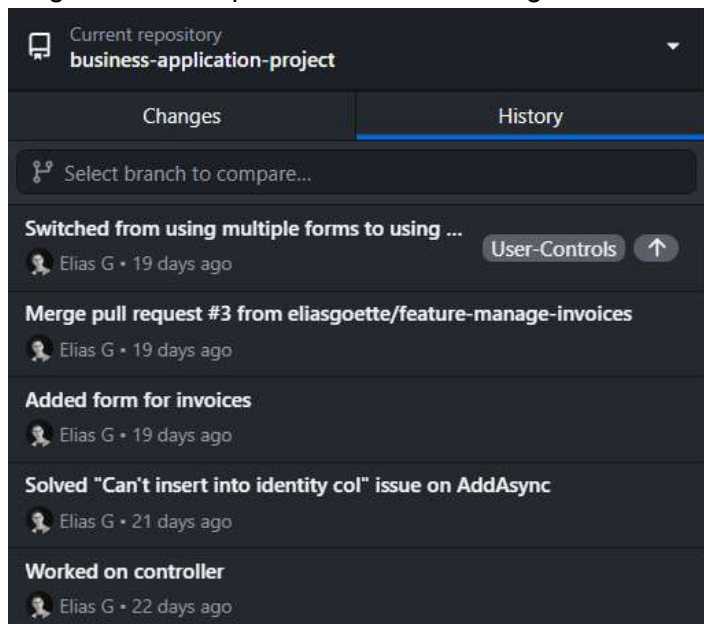 Current repository
business-application-project
Changes
History
Select branch to compare...
Switched from using multiple forms to using ...
User-Controls
Elias G • 19 days ago
Merge pull request #3 from eliasgoette/feature-manage-invoices
Elias G • 19 days ago
Added form for invoices
Elias G • 19 days ago
Solved "Can't insert into identity col" issue on AddAsync
Elias G • 21 days ago
Worked on controller
Elias G • 22 days ago